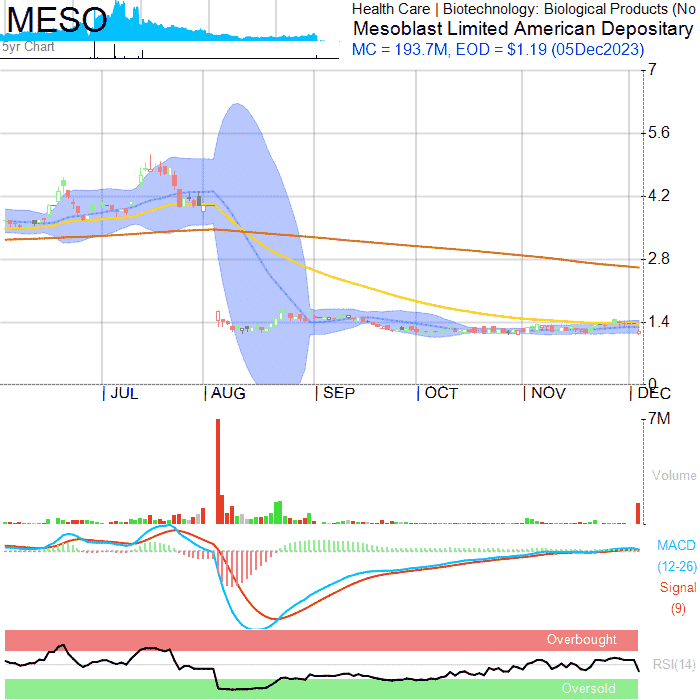 MESO
5yr Chart
Health Care | Biotechnology: Biological Products (No
Mesoblast Limited American Depositary
MC = 193.7M, EOD = $1.19 (05Dec2023)
7
5.6
4.2
2.8
1.4
0
JUL AUG SEP OCT NOV DEC
7M
Volume
MACD
(12-26)
Signal
(9)
Overbought
RSI(14)
Oversold